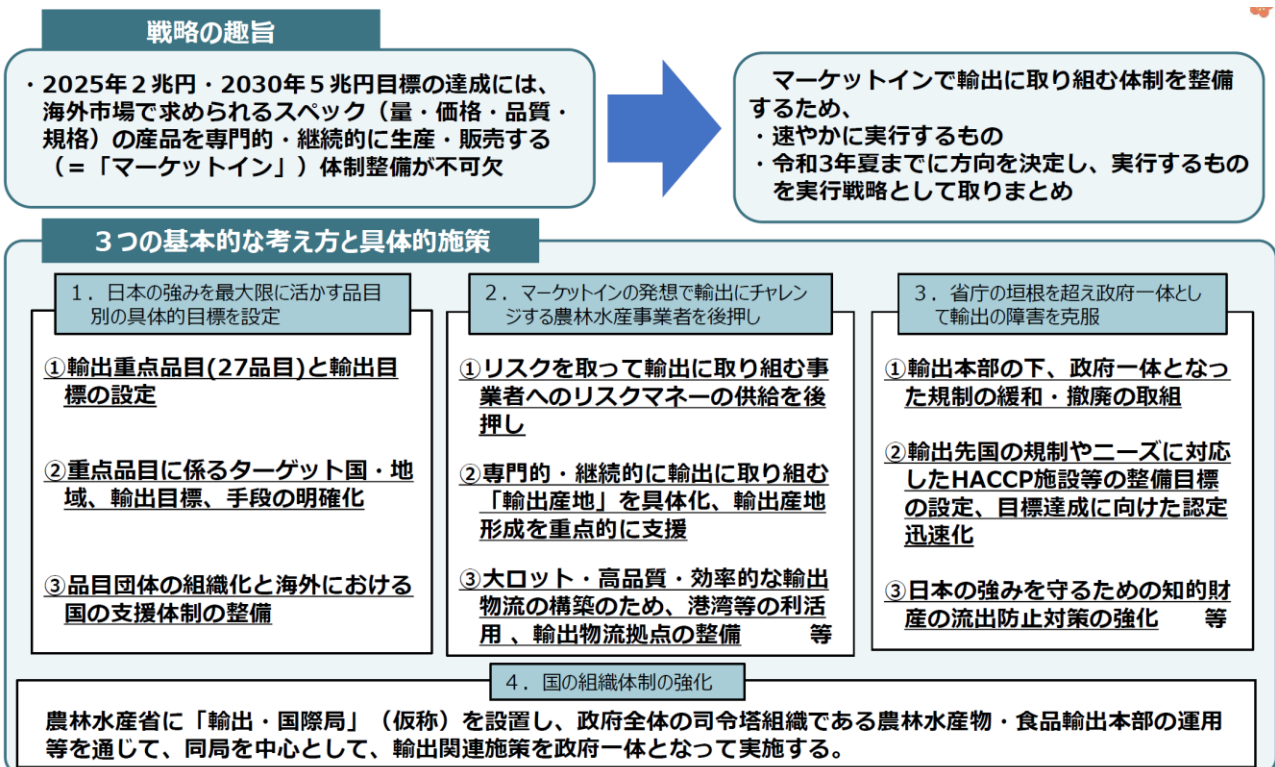 戦略の趣旨
・2025年２兆円・2030年５兆円目標の達成には、
海外市場で求められるスペック（量・価格・品質・
規格）の産品を専門的・継続的に生産・販売する
（＝「マーケットイン」）体制整備が不可欠
マーケットインで輸出に取り組む体制を整備
するため、
・速やかに実行するもの
・令和3年夏までに方向を決定し、実行するもの
を実行戦略として取りまとめ
３つの基本的な考え方と具体的施策
１．日本の強みを最大限に活かす品目
別の具体的目標を設定
①輸出重点品目(27品目)と輸出目
標の設定
②重点品目に係るターゲット国・地
域、輸出目標、手段の明確化
③品目団体の組織化と海外における
国の支援体制の整備
２．マーケットインの発想で輸出にチャレン
ジする農林水産事業者を後押し
①リスクを取って輸出に取り組む事
業者へのリスクマネーの供給を後
押し
②専門的・継続的に輸出に取り組む
「輸出産地」を具体化、輸出産地
形成を重点的に支援
③大ロット・高品質・効率的な輸出
物流の構築のため、港湾等の利活
用 、輸出物流拠点の整備　　等
３．省庁の垣根を超え政府一体とし
て輸出の障害を克服
①輸出本部の下、政府一体となっ
た規制の緩和・撤廃の取組
②輸出先国の規制やニーズに対応
したHACCP施設等の整備目標
の設定、目標達成に向けた認定
迅速化
③日本の強みを守るための知的財
産の流出防止対策の強化　　等
４．国の組織体制の強化
農林水産省に「輸出・国際局」（仮称）を設置し、政府全体の司令塔組織である農林水産物・食品輸出本部の運用
等を通じて、同局を中心として、輸出関連施策を政府一体となって実施する。